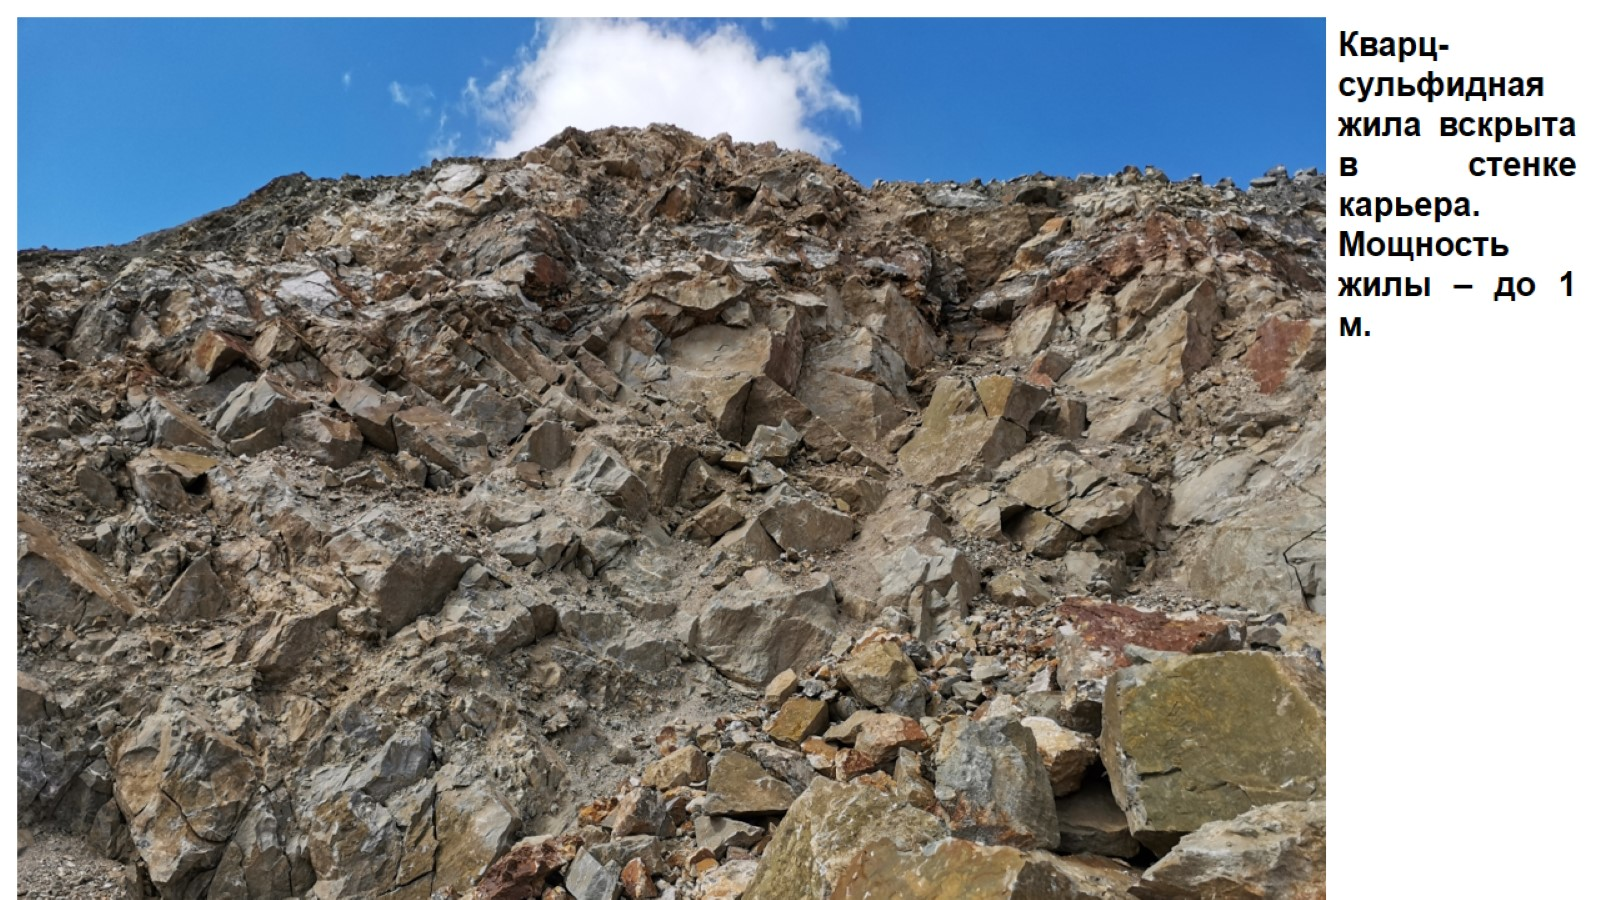 Кварц-
сульфидная
жила вскрыта
в стенке
карьера.
Мощность
жилы – до 1
м.